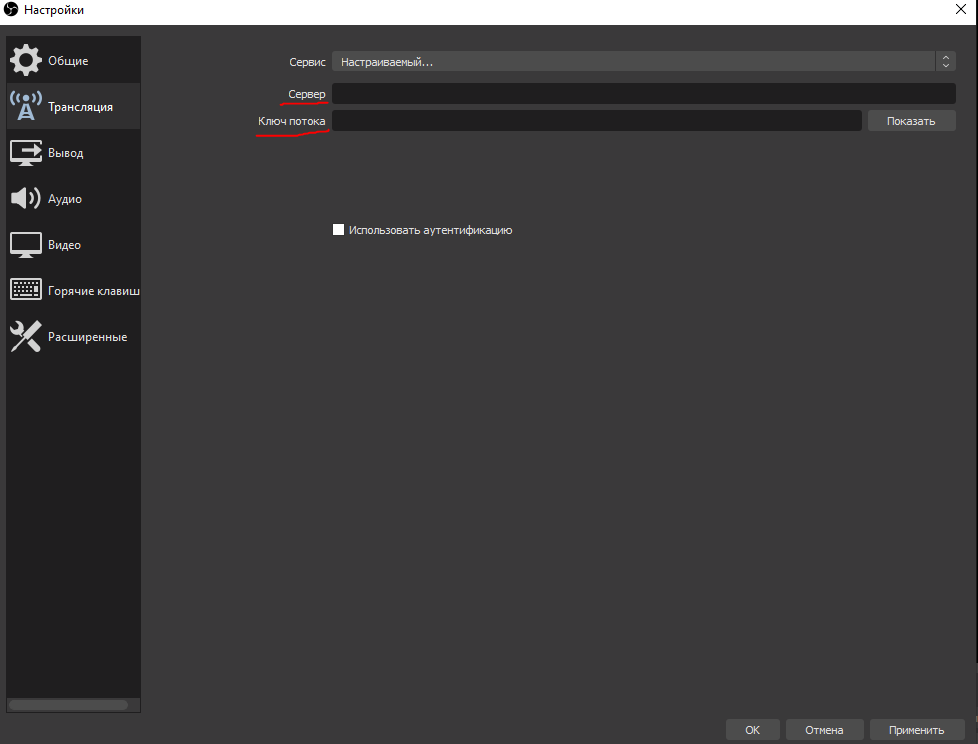 Настройки
Общие
Трансляция
Вывод
Аудио
Видео
Горячие клавиш
Расширенные
Сервис Настраиваемый...
Сервер
Ключ потока Показать
Использовать аутентификацию
ОК Отмена Применить